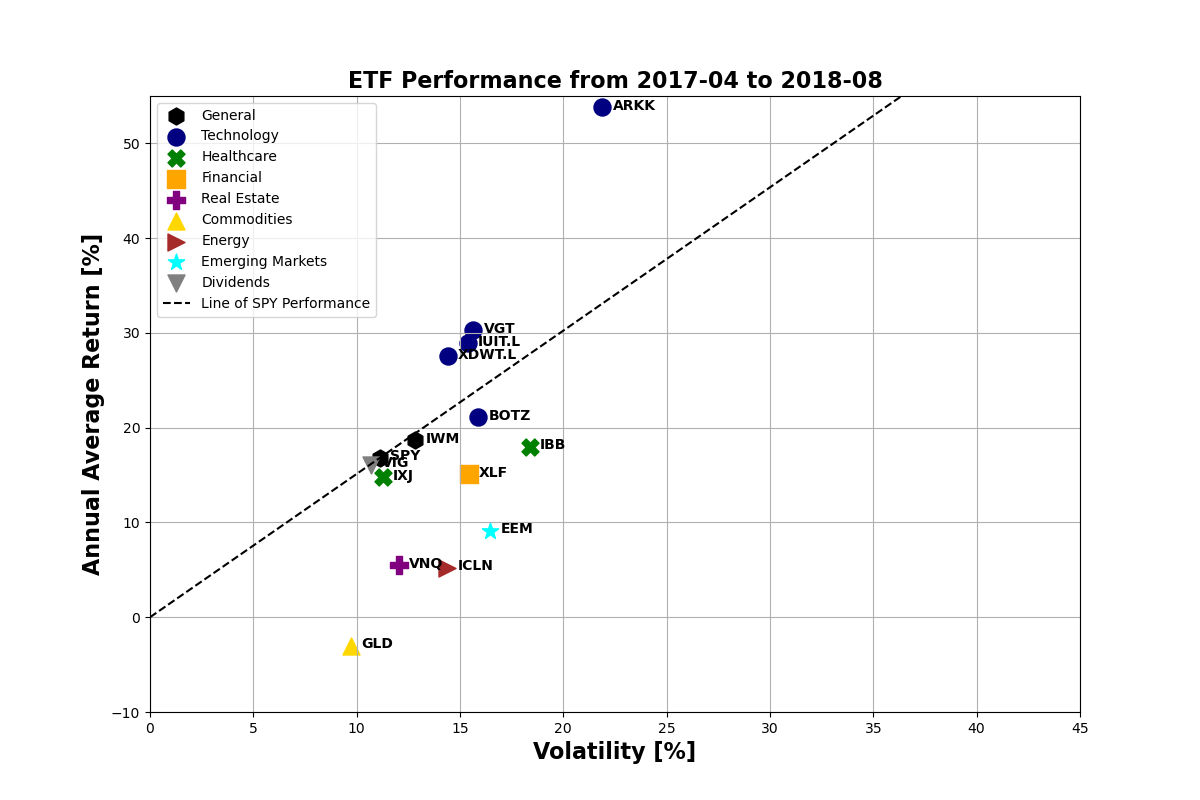 ETF Performance from 2017-04 to 2018-08
Annual Average Return [%]
50
40
30
20
10
0
−10
General
Technology
Healthcare
Financial
Real Estate
Commodities
Energy
Emerging Markets
Dividends
Line of SPY Performance
ARKK
VGT
IUIT.L
XDWT.L
BOTZ
IWM
IBB
SPY
VIG
IXJ
XLF
EEM
VNQ
ICLN
GLD
0 5 10 15 20 25 30 35 40 45
Volatility [%]